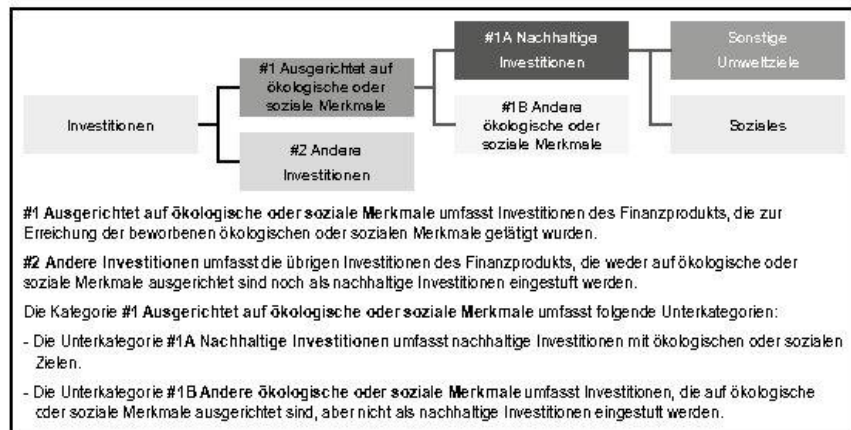 #1A Nachhaltige
Investitionen
Sonstige
Umweltziele
#1 Ausgerichtet auf
ökologische oder
soziale Merkmale
#1B Andere
ökologische oder
soziale Merkmale
Investitionen
Soziales
#2 Andere
Investitionen
#1 Ausgerichtet auf ökologische oder soziale Merkmale umfasst Investitionen des Finanzprodukts, die zur
Erreichung der beworbenen ökologischen oder sozialen Merkmale getätigt wurden.
#2 Andere Investitionen umfasst die übrigen Investitionen des Finanzprodukts, die weder auf ökologische oder
soziale Merkmale ausgerichtet sind noch als nachhaltige Investitionen eingestuft werden.
Die Kategorie #1 Ausgerichtet auf ökologische oder soziale Merkmale umfasst folgende Unterkategorien:
- Die Unterkategorie #1A Nachhaltige Investitionen umfasst nachhaltige Investitionen mit ökologischen oder sozialen
Zielen.
- Die Unterkategorie #1B Andere ökologische oder soziale Merkmale umfasst Investitionen, die auf ökologische
oder soziale Merkmale ausgerichtet sind, aber nicht als nachhaltige Investitionen eingestuft werden.